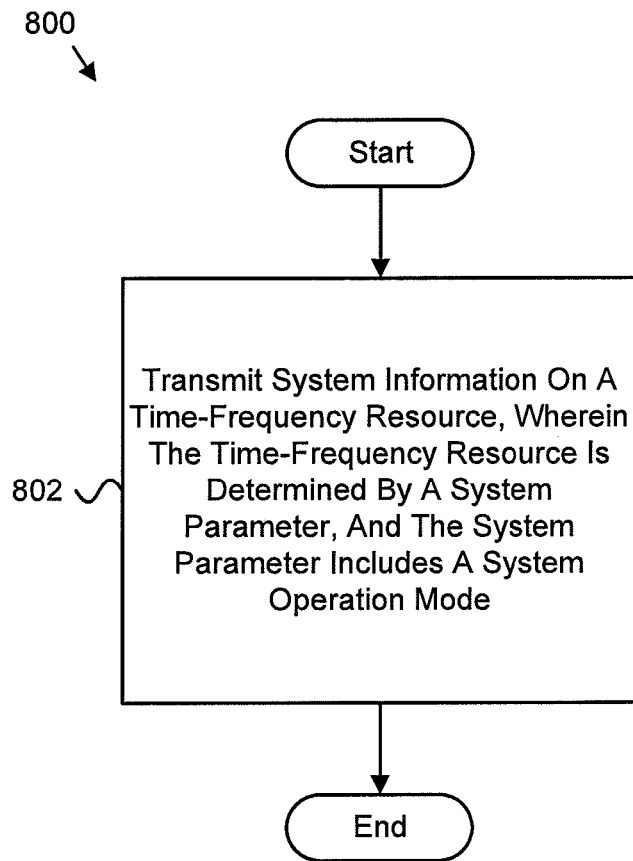 800
Start
Transmit System Information On A
Time-Frequency Resource, Wherein
The Time-Frequency Resource Is
Determined By A System
Parameter, And The System
Parameter Includes A System
Operation Mode
802
End